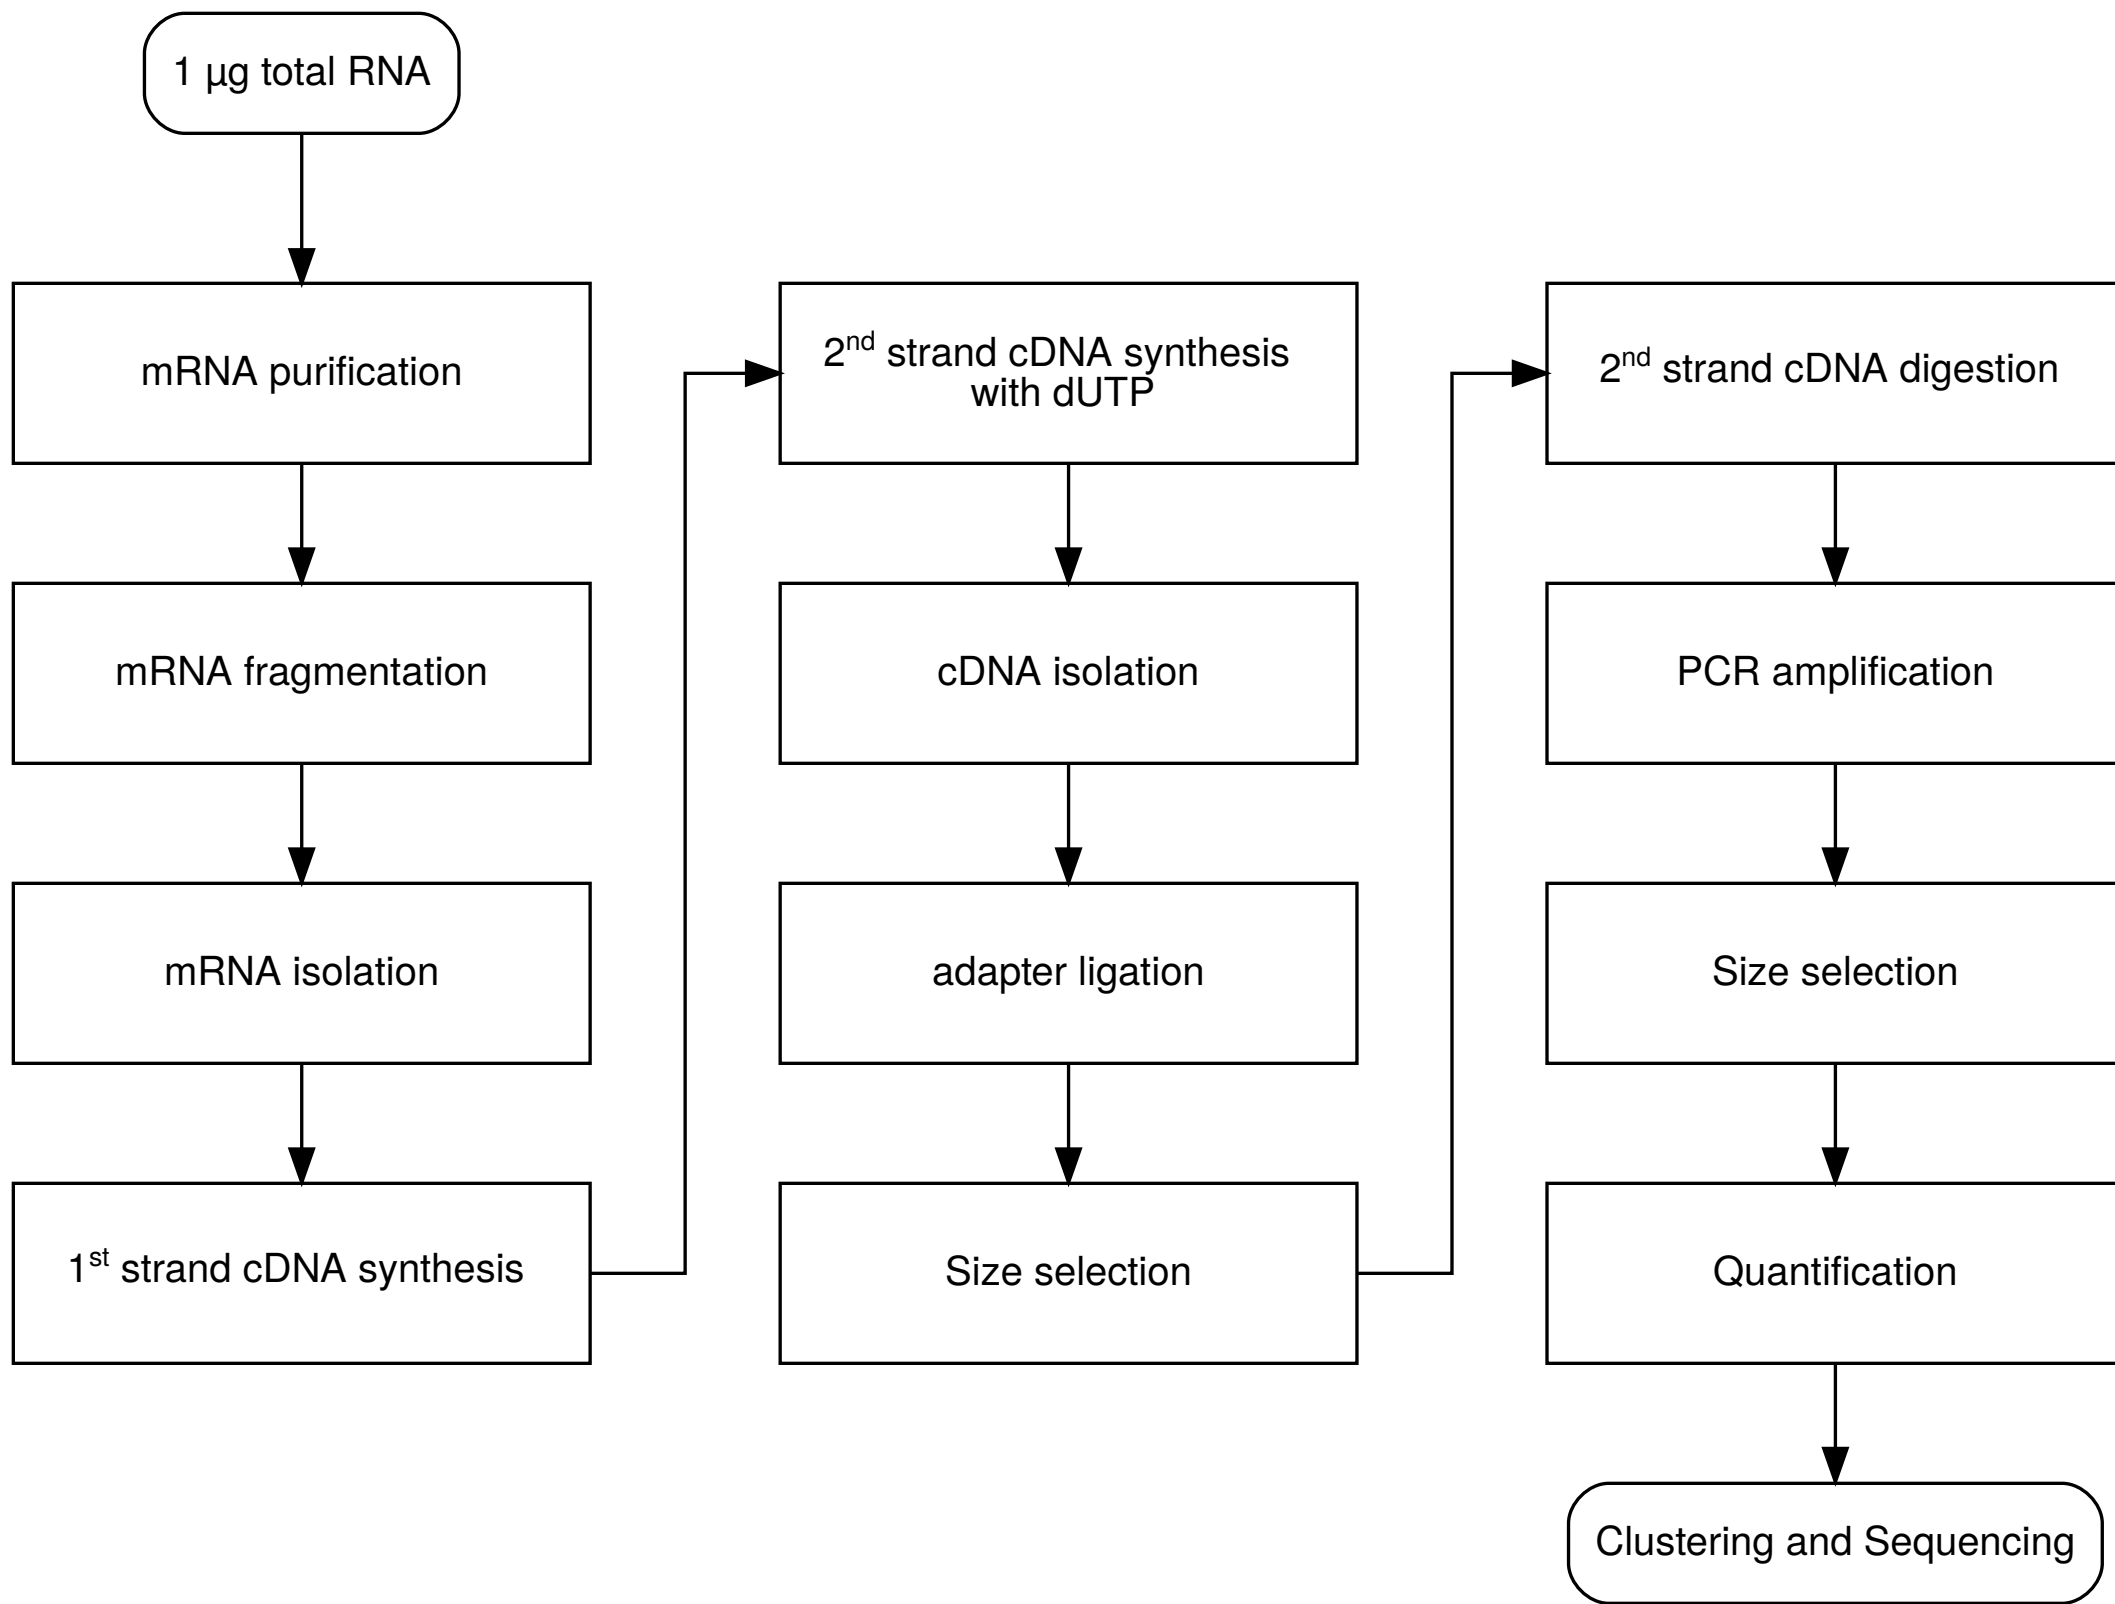 1 µg total RNA
mRNA purification
mRNA fragmentation
mRNA isolation
1st strand cDNA synthesis
2nd strand cDNA synthesis
with dUTP
cDNA isolation
adapter ligation
Size selection
2nd strand cDNA digestion
PCR amplification
Size selection
Quantification
Clustering and Sequencing